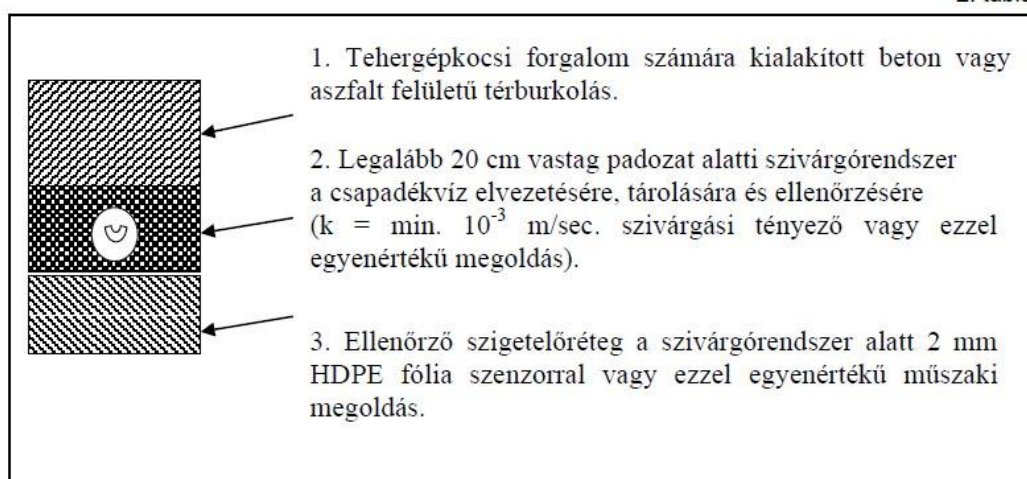 1. Tehergépkocsi forgalom számára kialakított beton vagy
aszfalt felületű térburkolás.
2. Legalább 20 cm vastag padozat alatti szivárgórendszer
a csapadékvíz elvezetésére, tárolására és ellenőrzésére
(k = min. 10⁻³ m/sec. szivárgási tényező vagy ezzel
egyenértékű megoldás).
3. Ellenőrző szigetelőréteg a szivárgórendszer alatt 2 mm
HDPE fólia szenzorral vagy ezzel egyenértékű műszaki
megoldás.